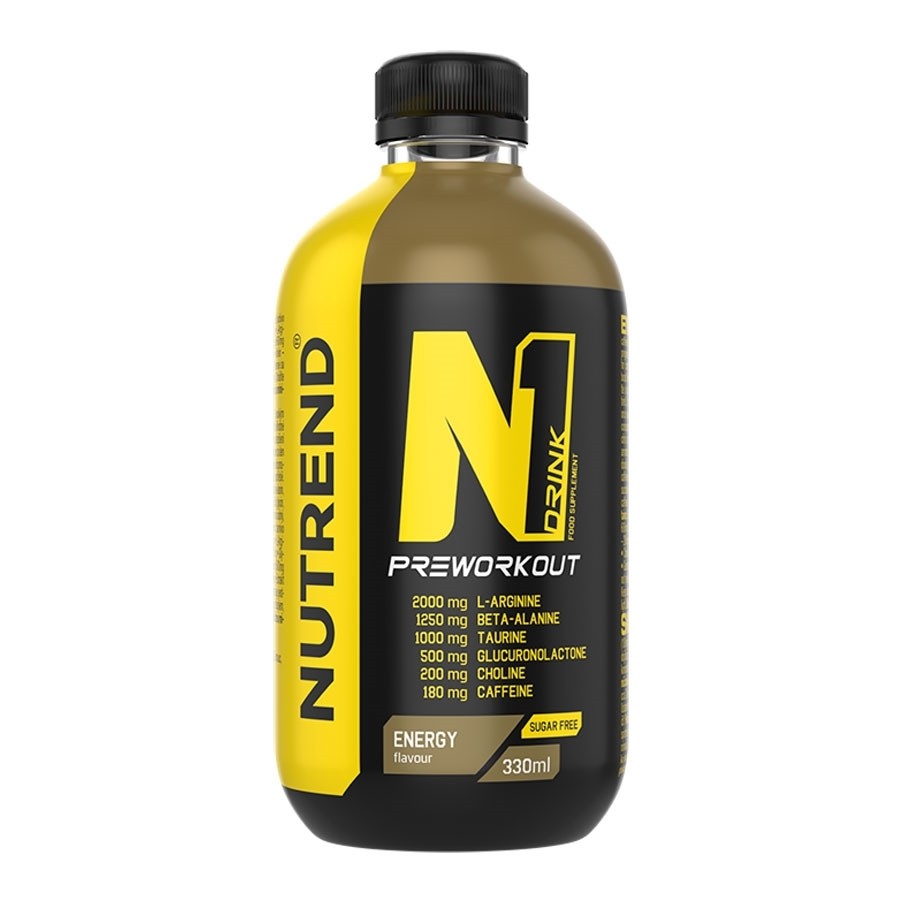 NUTREND®
N1
DRINK
FOOD SUPPLEMENT
PREWORKOUT
2000 mg L-ARGININE
1250 mg BETA-ALANINE
1000 mg TAURINE
500 mg GLUCURONOLACTONE
200 mg CHOLINE
180 mg CAFFEINE
SUGAR FREE
ENERGY
flavour
330ml